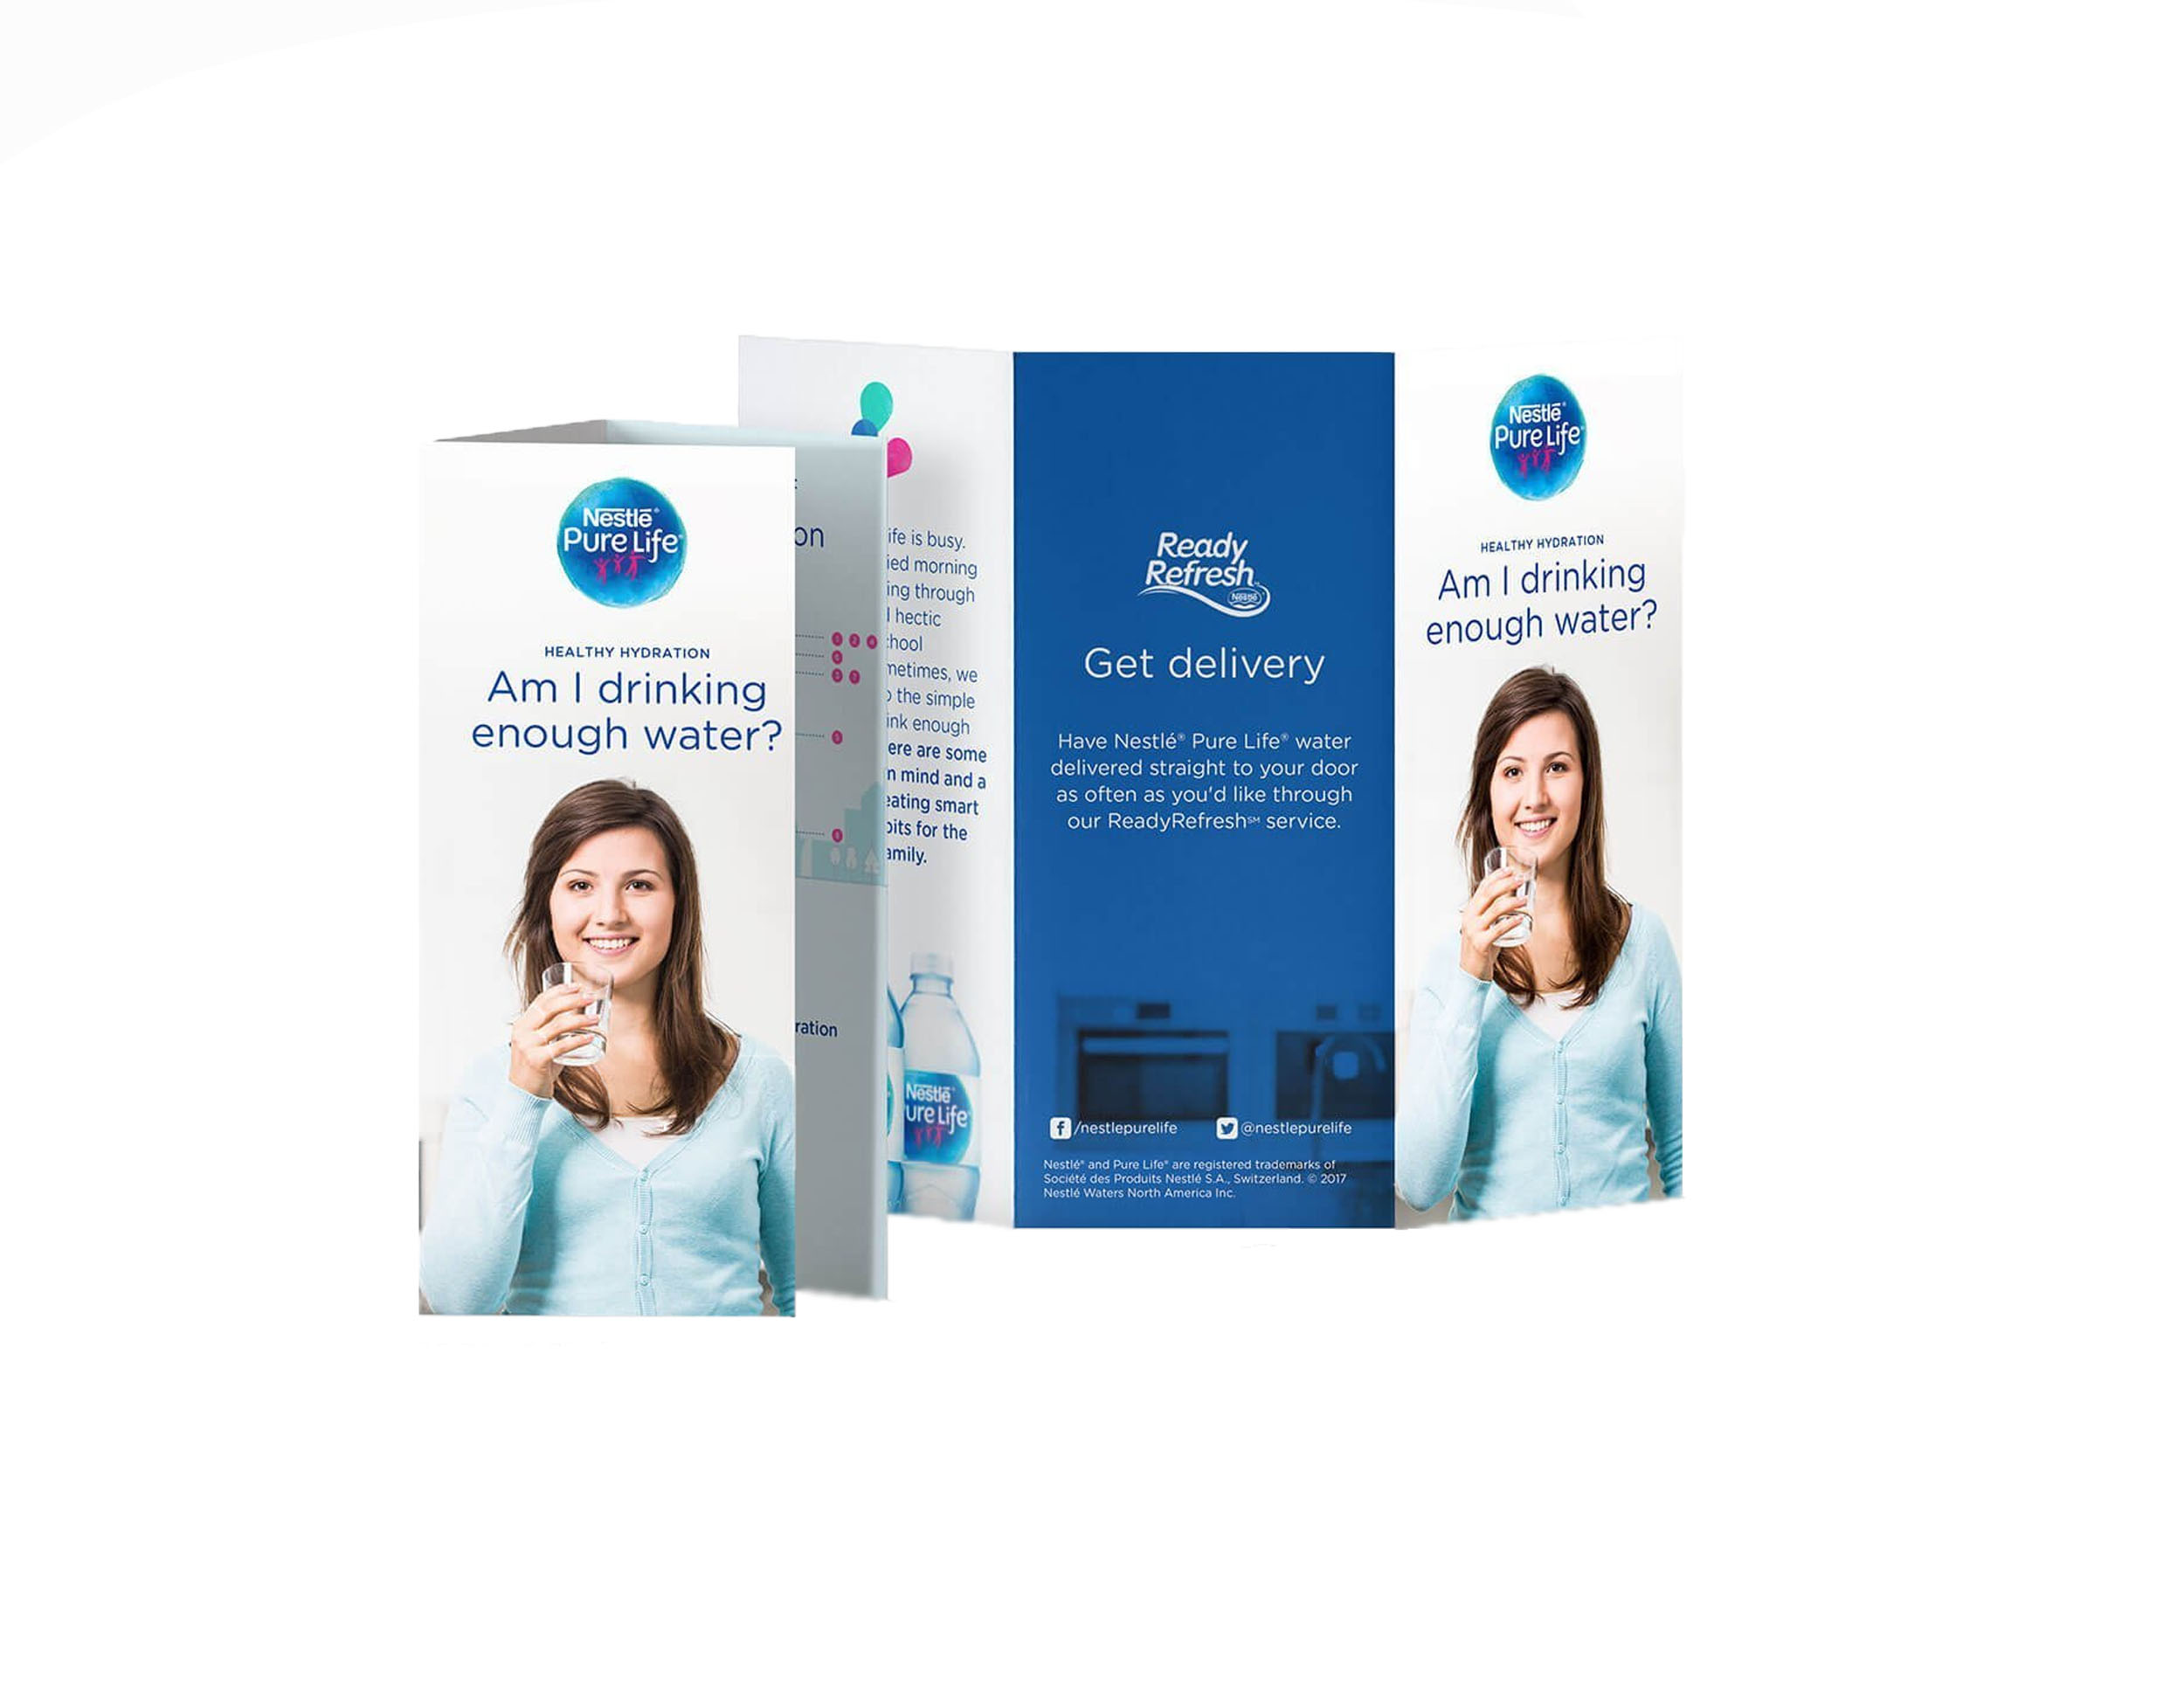 Nestlé®
Pure Life®
HEALTHY HYDRATION
Am I drinking
enough water?
on
ration
ife is busy.
ied morning
ing through
hectic
hool
metimes, we
the simple
ink enough
ere are some
n mind and a
eating smart
bits for the
amily.
Nestlé®
ure Life
Ready
Refresh
Nestlé
Get delivery
Have Nestlé® Pure Life® water
delivered straight to your door
as often as you'd like through
our ReadyRefresh℠ service.
/nestlepurelife @nestlepurelife
Nestlé® and Pure Life® are registered trademarks of
Société des Produits Nestlé S.A., Switzerland. © 2017
Nestlé Waters North America Inc.
Nestlé®
Pure Life®
HEALTHY HYDRATION
Am I drinking
enough water?